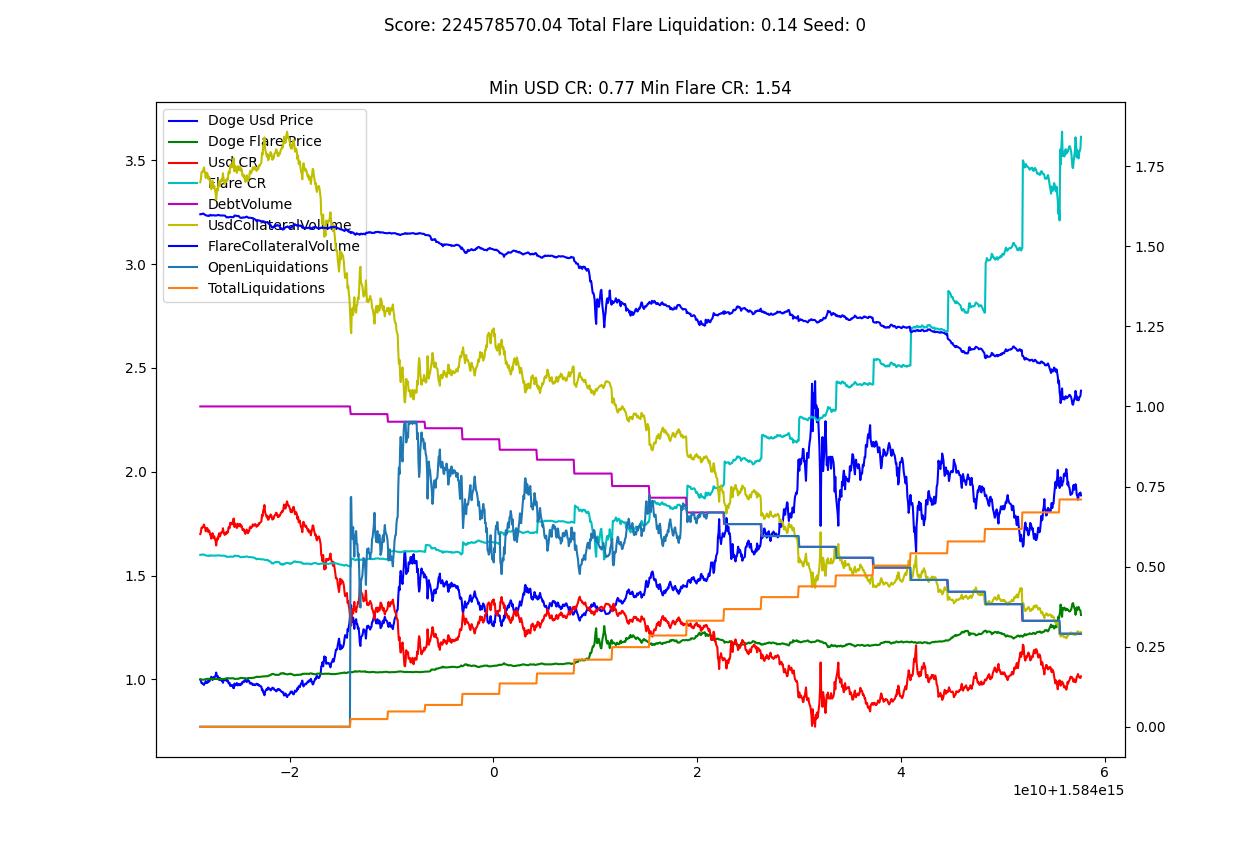 Score: 224578570.04 Total Flare Liquidation: 0.14 Seed: 0
Min USD CR: 0.77 Min Flare CR: 1.54
Doge Usd Price
Doge Flare Price
Usd CR
Flare CR
DebtVolume
UsdCollateralVolume
FlareCollateralVolume
OpenLiquidations
TotalLiquidations
3.5
3.0
2.5
2.0
1.5
1.0
1.75
1.50
1.25
1.00
0.75
0.50
0.25
0.00
−2
0
2
4
6
1e10+1.584e15